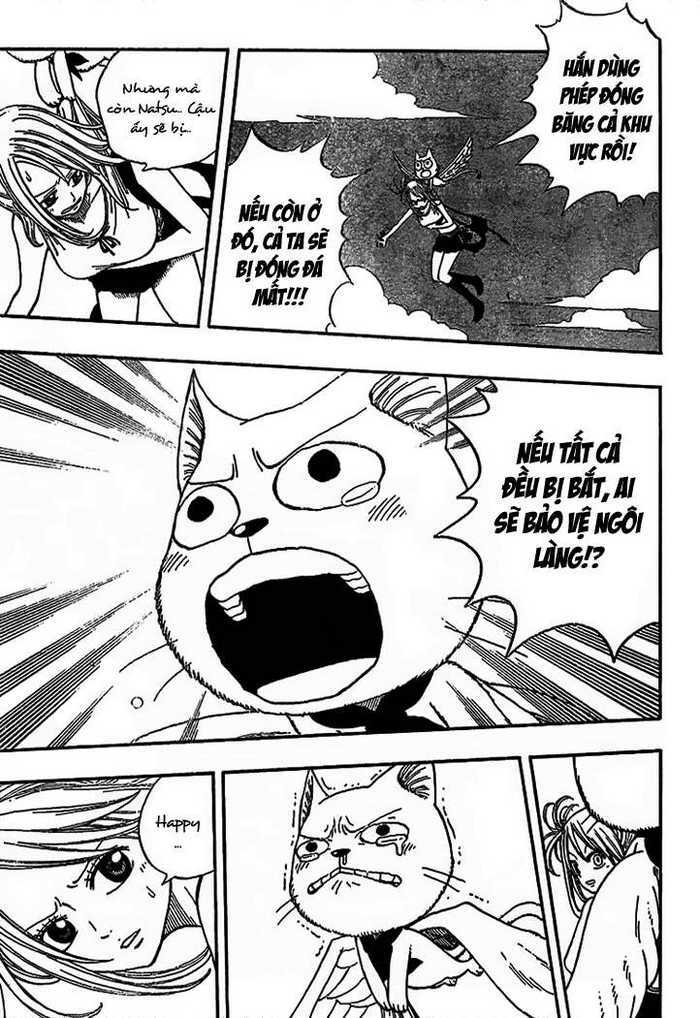 HẮN DÙNG
PHÉP ĐÓNG
BĂNG CẢ KHU
VỰC RỒI!
NẾU CÒN Ở
ĐÓ, CẢ TA SẼ
BỊ ĐÓNG ĐÁ
MẤT!!!
Nhưng mà
còn Natsu.. Cậu
ấy sẽ bị..
NẾU TẤT CẢ
ĐỀU BỊ BẮT, AI
SẼ BẢO VỆ NGÔI
LÀNG!?
Happy
...